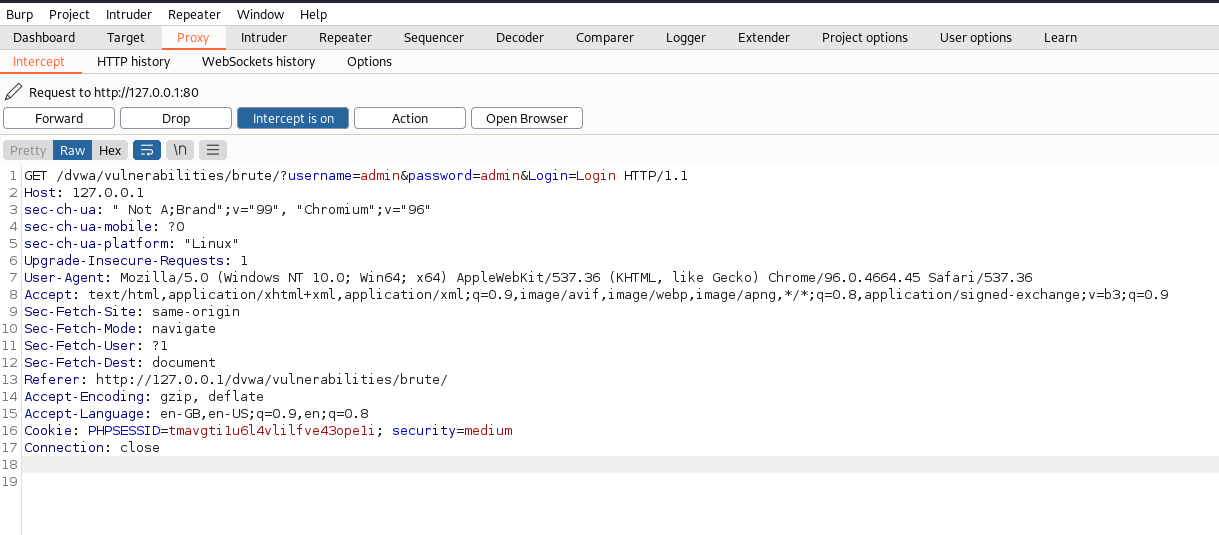 Burp Project Intruder Repeater Window Help
Dashboard Target Proxy Intruder Repeater Sequencer Decoder Comparer Logger Extender Project options User options Learn
Intercept HTTP history WebSockets history Options
Request to http://127.0.0.1:80
Forward Drop Intercept is on Action Open Browser
Pretty Raw Hex \n
1 GET /dvwa/vulnerabilities/brute/?username=admin&password=admin&Login=Login HTTP/1.1
2 Host: 127.0.0.1
3 sec-ch-ua: " Not A;Brand";v="99", "Chromium";v="96"
4 sec-ch-ua-mobile: ?0
5 sec-ch-ua-platform: "Linux"
6 Upgrade-Insecure-Requests: 1
7 User-Agent: Mozilla/5.0 (Windows NT 10.0; Win64; x64) AppleWebKit/537.36 (KHTML, like Gecko) Chrome/96.0.4664.45 Safari/537.36
8 Accept: text/html,application/xhtml+xml,application/xml;q=0.9,image/avif,image/webp,image/apng,*/*;q=0.8,application/signed-exchange;v=b3;q=0.9
9 Sec-Fetch-Site: same-origin
10 Sec-Fetch-Mode: navigate
11 Sec-Fetch-User: ?1
12 Sec-Fetch-Dest: document
13 Referer: http://127.0.0.1/dvwa/vulnerabilities/brute/
14 Accept-Encoding: gzip, deflate
15 Accept-Language: en-GB,en-US;q=0.9,en;q=0.8
16 Cookie: PHPSESSID=tmavgti1u6l4vlilfve43ope1i; security=medium
17 Connection: close
18
19